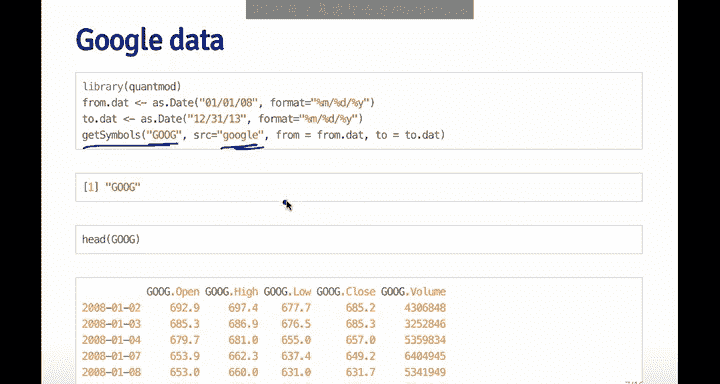 Google data
library(quantmod)
from.dat <- as.Date("01/01/08", format="%m/%d/%y")
to.dat <- as.Date("12/31/13", format="%m/%d/%y")
getSymbols("GOOG", src="google", from = from.dat, to = to.dat)
[1] "GOOG"
head(GOOG)
GOOG.Open GOOG.High GOOG.Low GOOG.Close GOOG.Volume
2008-01-02 692.9 697.4 677.7 685.2 4306848
2008-01-03 685.3 686.9 676.5 685.3 3252846
2008-01-04 679.7 681.0 655.0 657.0 5359834
2008-01-07 653.9 662.3 637.4 649.2 6404945
2008-01-08 653.0 660.0 631.0 631.7 5341949